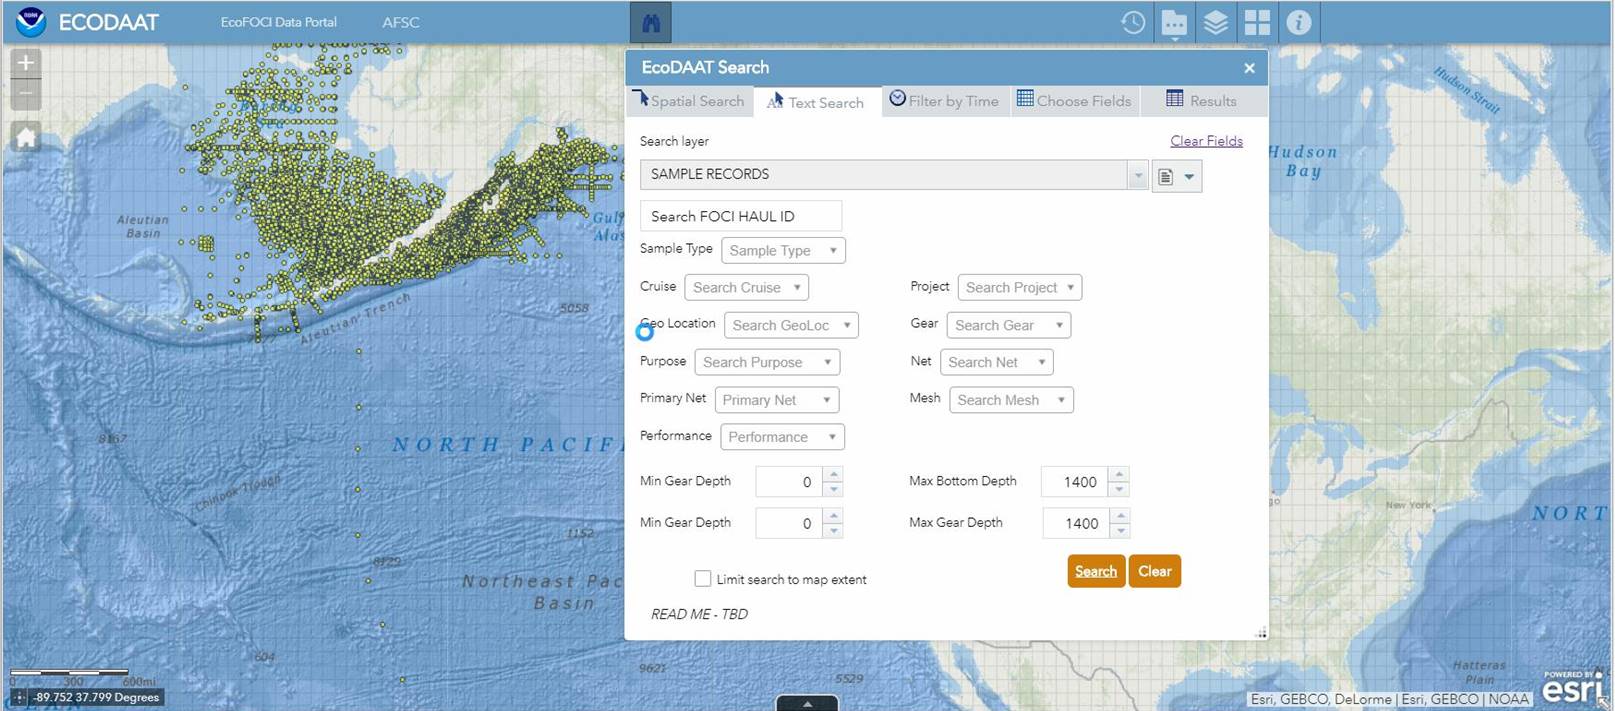 ECODAAT
EcoFOCI Data Portal
AFSC
EcoDAAT Search
Spatial Search
Text Search
Filter by Time
Choose Fields
Results
Search layer
Clear Fields
SAMPLE RECORDS
Search FOCI HAUL ID
Sample Type
Sample Type
Cruise
Search Cruise
Project
Search Project
Geo Location
Search GeoLoc
Gear
Search Gear
Purpose
Search Purpose
Net
Search Net
Primary Net
Primary Net
Mesh
Search Mesh
Performance
Performance
Min Gear Depth
0
Max Bottom Depth
1400
Min Gear Depth
0
Max Gear Depth
1400
Limit search to map extent
Search
Clear
READ ME - TBD
Aleutian
Basin
Aleutian Trench
5058
8167
NORTH PACIFI
Chinook Trough
1152
8129
Northeast Pac
Basin
604
9621
5529
Hudson Strait
Hudson
Bay
New York
NORT
Hatteras
Plain
0 300 600mi
-89.752 37.799 Degrees
Esri, GEBCO, DeLorme | Esri, GEBCO | NOAA
POWERED BY
esri